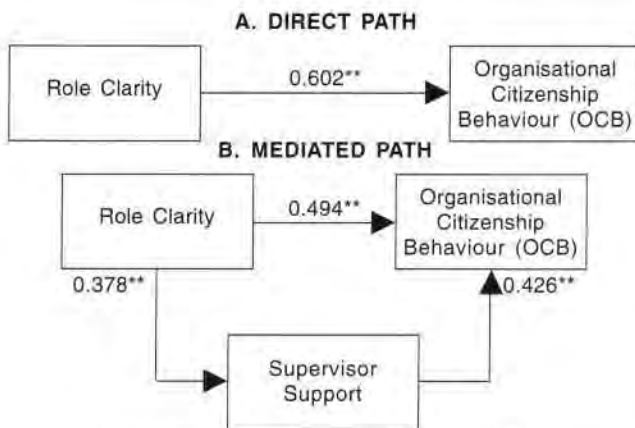 A. DIRECT PATH
Role Clarity
0.602**
Organisational
Citizenship
Behaviour (OCB)
B. MEDIATED PATH
Role Clarity
0.494**
Organisational
Citizenship
Behaviour (OCB)
0.378**
0.426**
Supervisor
Support